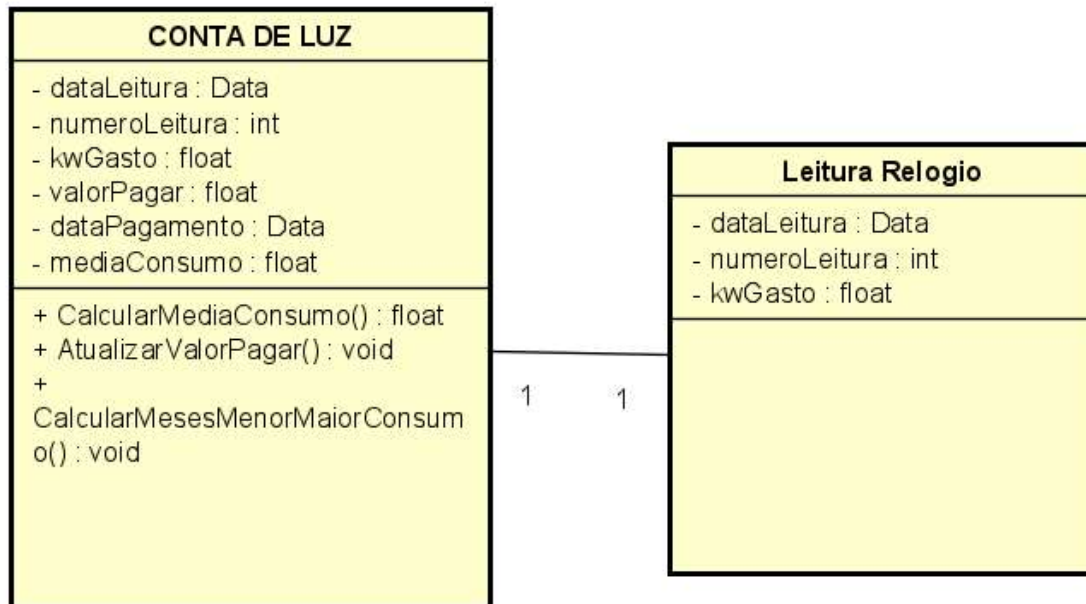 CONTA DE LUZ
- dataLeitura : Data
- numeroLeitura : int
- kwGasto : float
- valorPagar : float
- dataPagamento : Data
- mediaConsumo : float
+ CalcularMediaConsumo() : float
+ AtualizarValorPagar() : void
+
CalcularMesesMenorMaiorConsum
o() : void
1
1
Leitura Relogio
- dataLeitura : Data
- numeroLeitura : int
- kwGasto : float